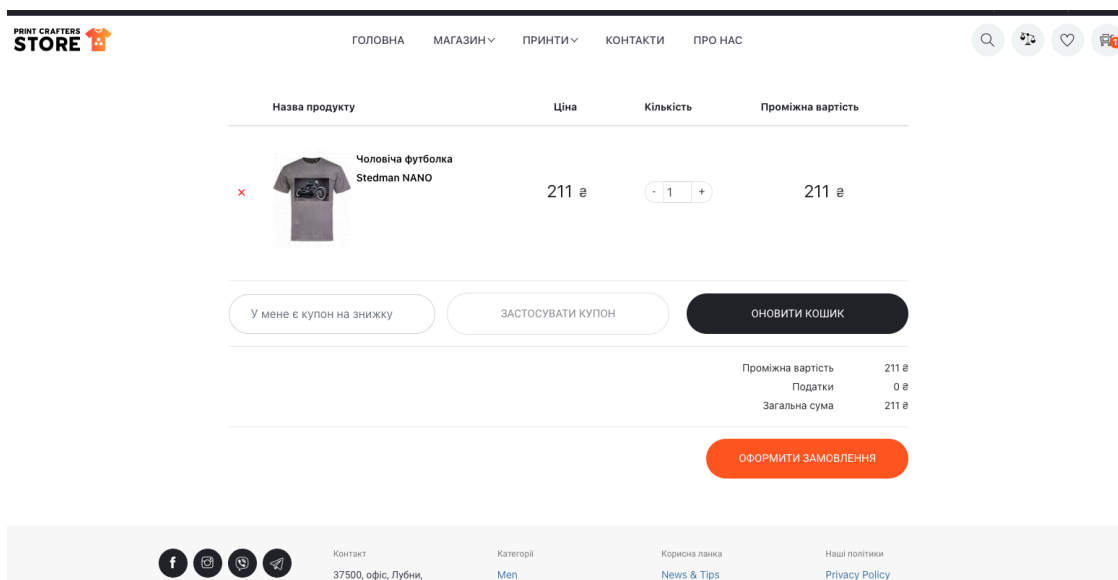 PRINT CRAFTERS
STORE
ГОЛОВНА МАГАЗИН ПРИНТИ КОНТАКТИ ПРО НАС
1
Назва продукту Ціна Кількість Проміжна вартість
Чоловіча футболка
Stedman NANO
× 211 ₴ - 1 + 211 ₴
У мене є купон на знижку ЗАСТОСУВАТИ КУПОН ОНОВИТИ КОШИК
Проміжна вартість 211 ₴
Податки 0 ₴
Загальна сума 211 ₴
ОФОРМИТИ ЗАМОВЛЕННЯ
Контакт Категорії Корисна ланка Наші політики
37500, офіс, Лубни, Men News & Tips Privacy Policy